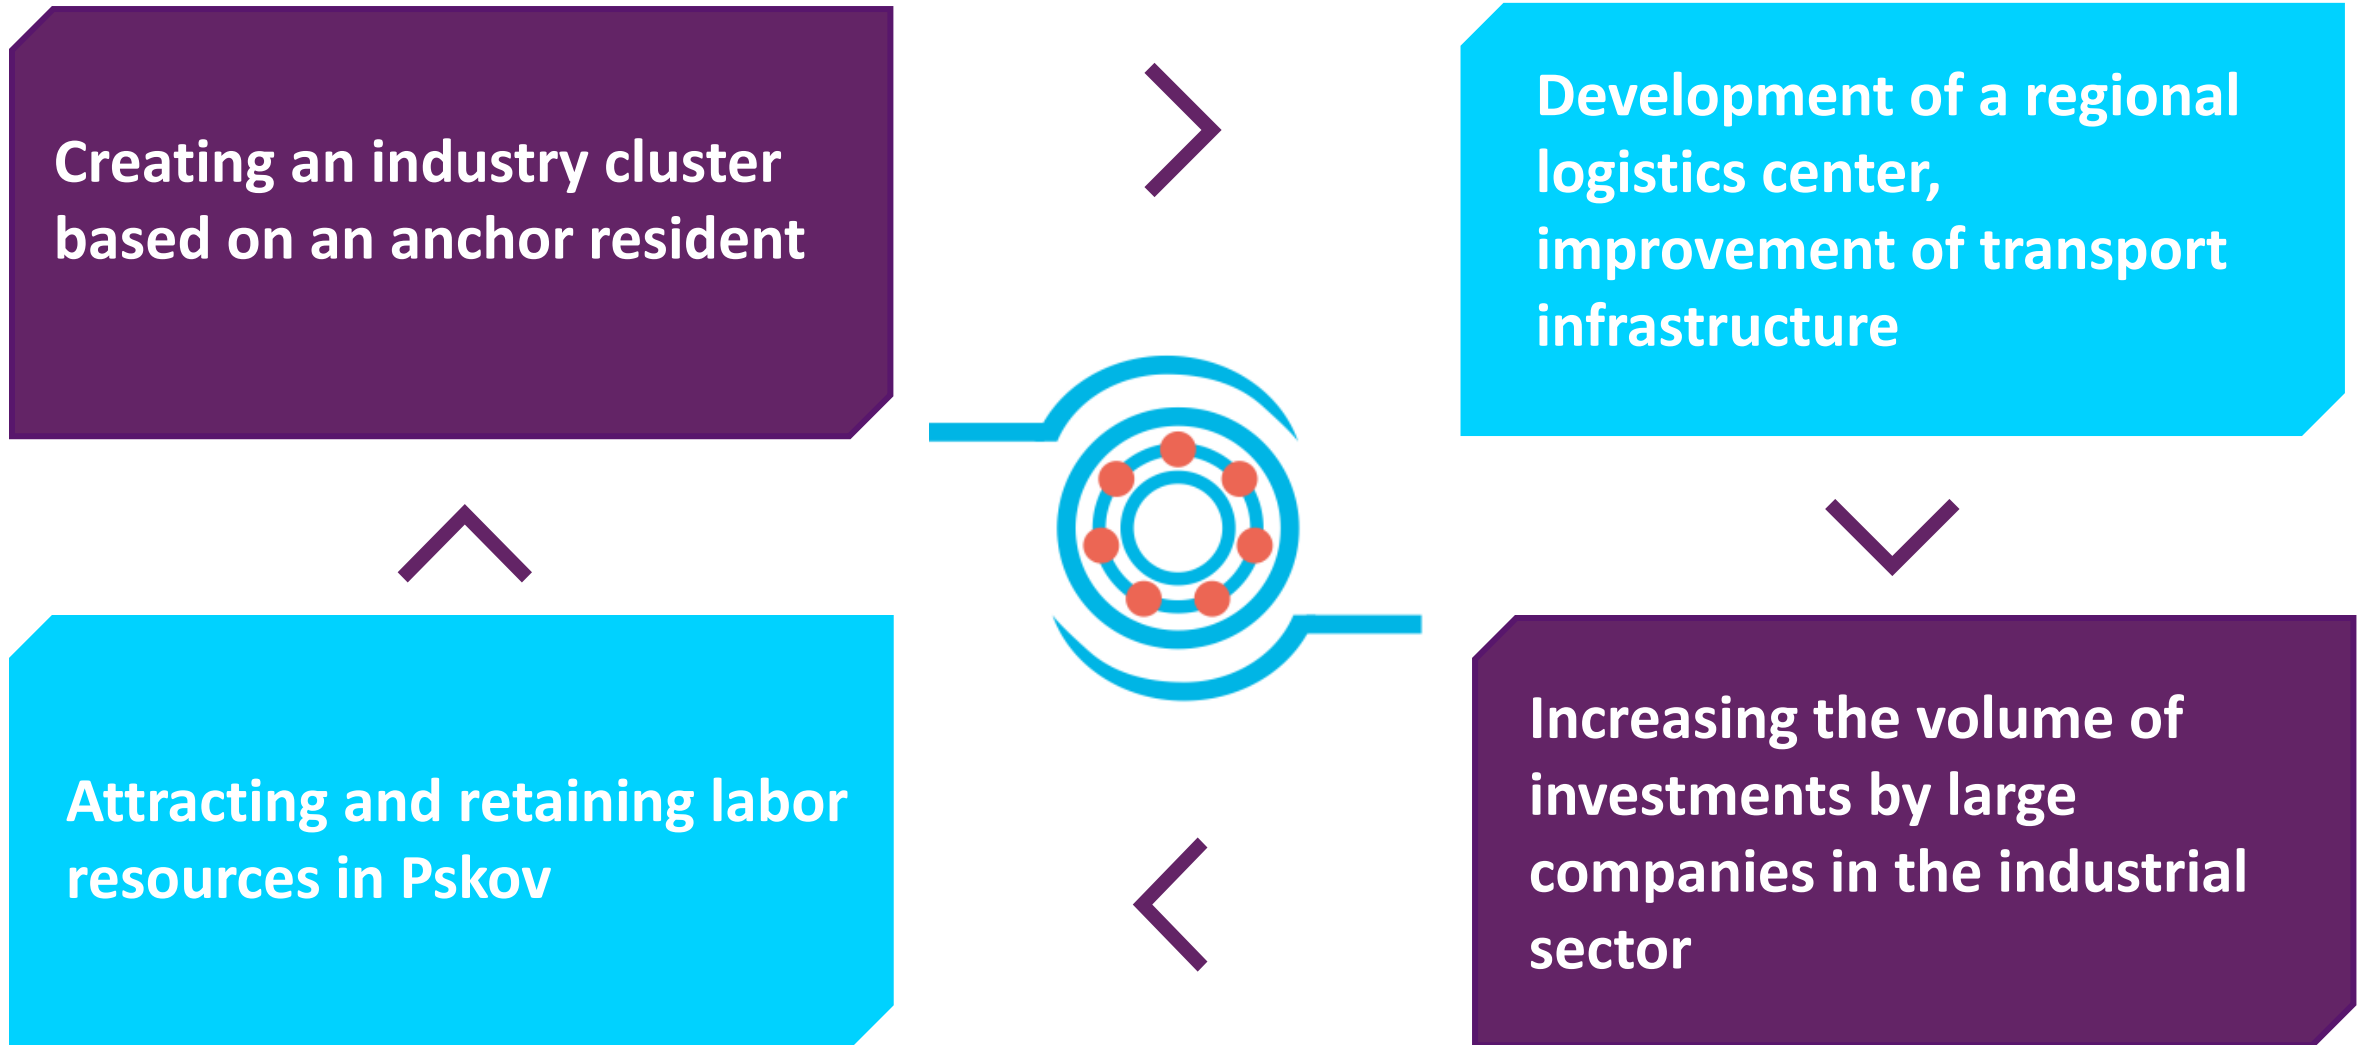 Creating an industry cluster
based on an anchor resident
Development of a regional
logistics center,
improvement of transport
infrastructure
Attracting and retaining labor
resources in Pskov
Increasing the volume of
investments by large
companies in the industrial
sector